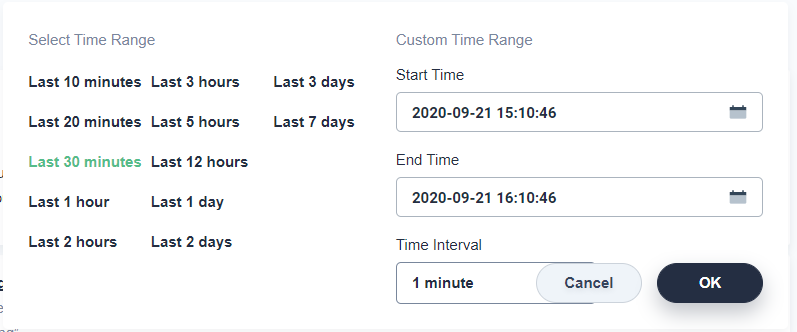 Select Time Range
Last 10 minutes Last 3 hours Last 3 days
Last 20 minutes Last 5 hours Last 7 days
Last 30 minutes Last 12 hours
Last 1 hour Last 1 day
Last 2 hours Last 2 days
Custom Time Range
Start Time
2020-09-21 15:10:46
End Time
2020-09-21 16:10:46
Time Interval
1 minute Cancel OK